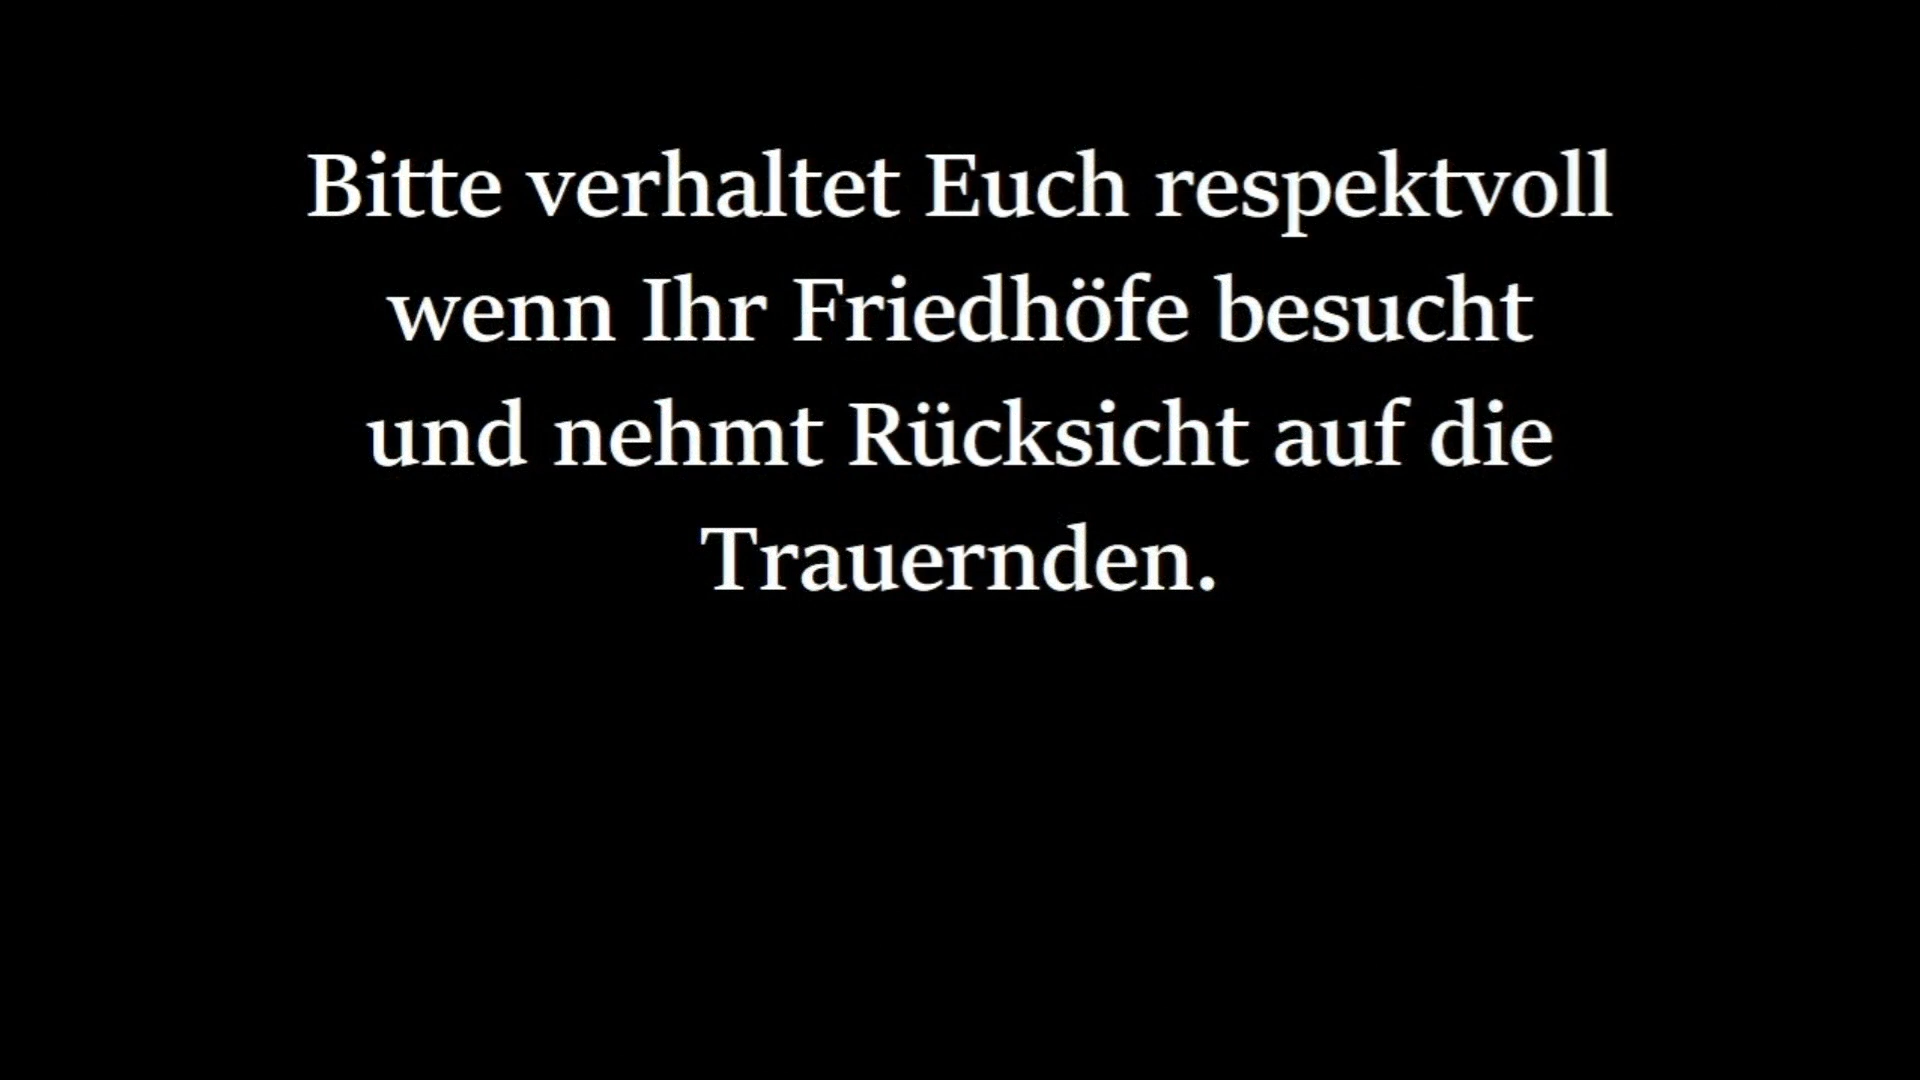 Bitte verhaltet Euch respektvoll
wenn Ihr Friedhöfe besucht
und nehmt Rücksicht auf die
Trauernden.